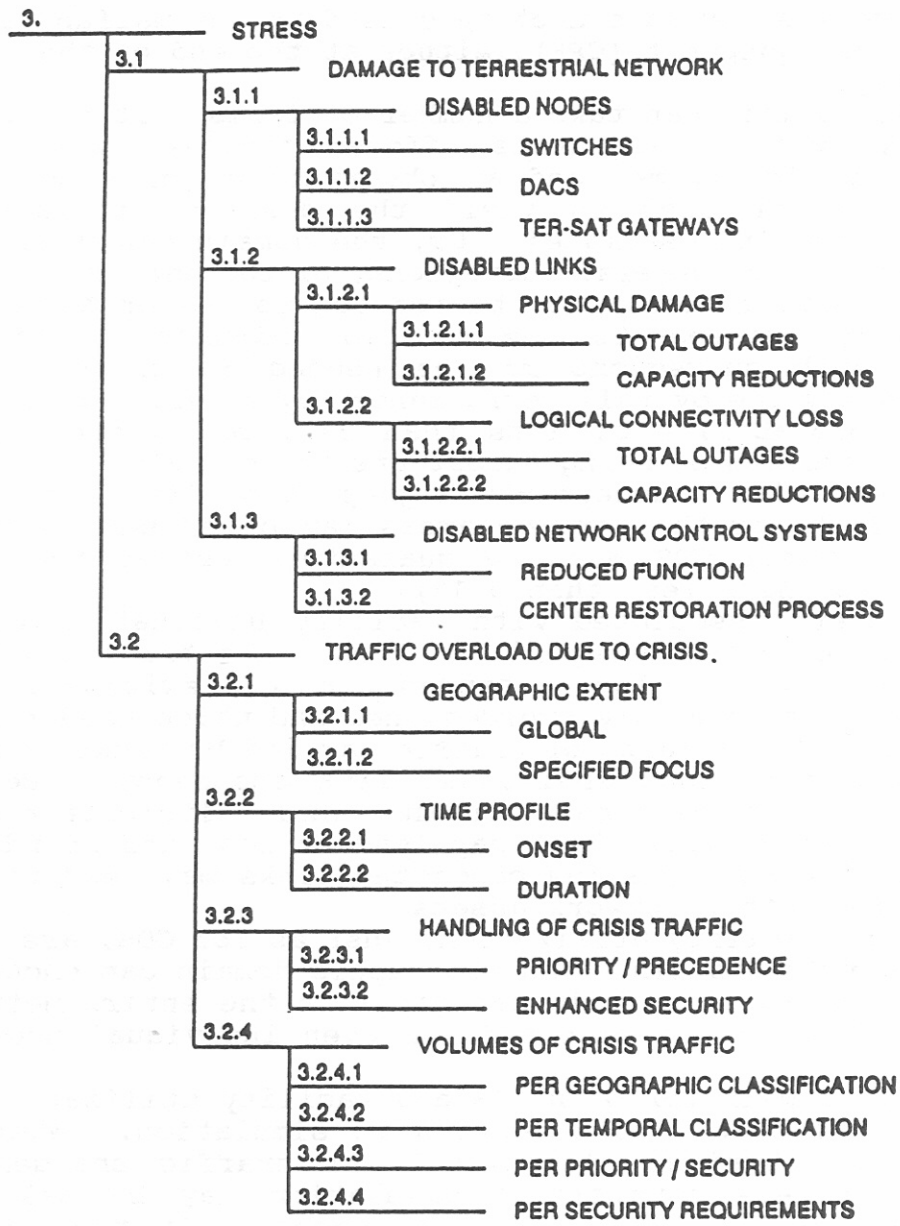 3. STRESS
3.1 DAMAGE TO TERRESTRIAL NETWORK
3.1.1 DISABLED NODES
3.1.1.1 SWITCHES
3.1.1.2 DACS
3.1.1.3 TER-SAT GATEWAYS
3.1.2 DISABLED LINKS
3.1.2.1 PHYSICAL DAMAGE
3.1.2.1.1 TOTAL OUTAGES
3.1.2.1.2 CAPACITY REDUCTIONS
3.1.2.2 LOGICAL CONNECTIVITY LOSS
3.1.2.2.1 TOTAL OUTAGES
3.1.2.2.2 CAPACITY REDUCTIONS
3.1.3 DISABLED NETWORK CONTROL SYSTEMS
3.1.3.1 REDUCED FUNCTION
3.1.3.2 CENTER RESTORATION PROCESS
3.2 TRAFFIC OVERLOAD DUE TO CRISIS.
3.2.1 GEOGRAPHIC EXTENT
3.2.1.1 GLOBAL
3.2.1.2 SPECIFIED FOCUS
3.2.2 TIME PROFILE
3.2.2.1 ONSET
3.2.2.2 DURATION
3.2.3 HANDLING OF CRISIS TRAFFIC
3.2.3.1 PRIORITY / PRECEDENCE
3.2.3.2 ENHANCED SECURITY
3.2.4 VOLUMES OF CRISIS TRAFFIC
3.2.4.1 PER GEOGRAPHIC CLASSIFICATION
3.2.4.2 PER TEMPORAL CLASSIFICATION
3.2.4.3 PER PRIORITY / SECURITY
3.2.4.4 PER SECURITY REQUIREMENTS